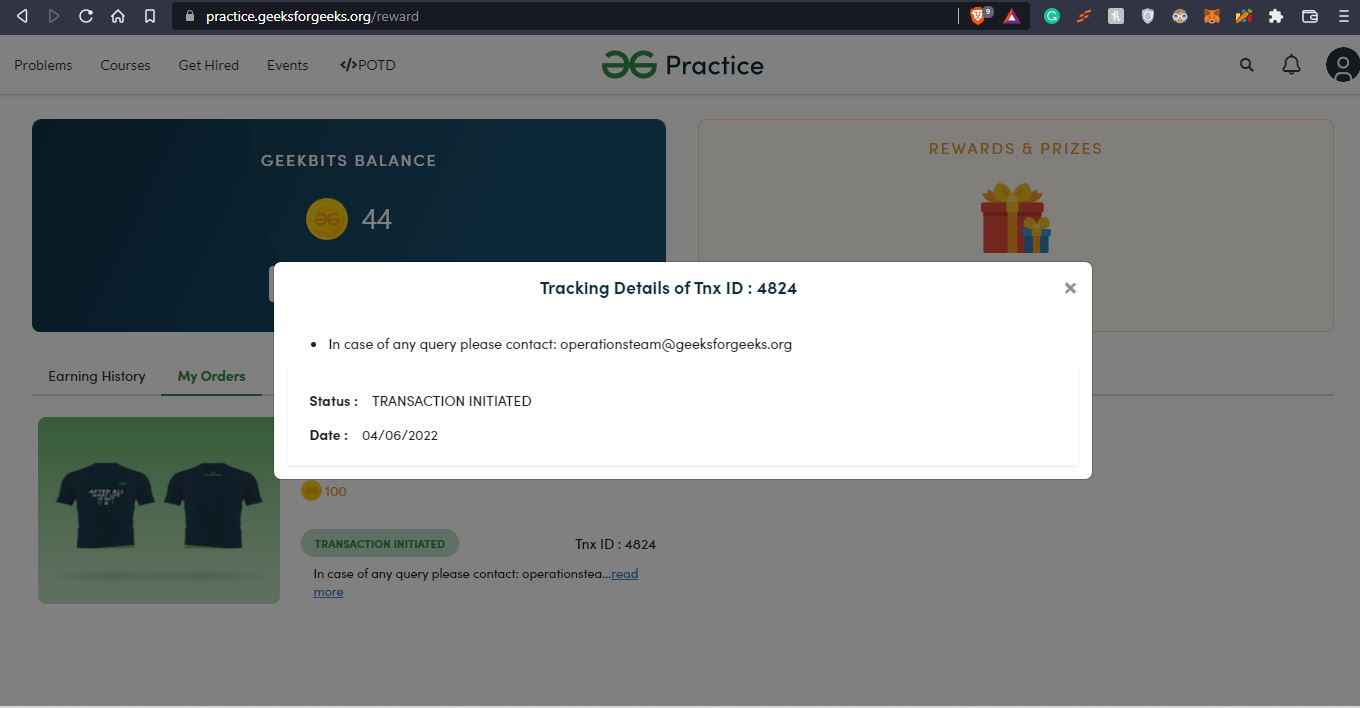 practice.geeksforgeeks.org/reward
9
Problems Courses Get Hired Events </>POTD
Practice
GEEKBITS BALANCE
44
REWARDS & PRIZES
Tracking Details of Tnx ID : 4824 ×
In case of any query please contact: operationsteam@geeksforgeeks.org
Status : TRANSACTION INITIATED
Date : 04/06/2022
Earning History My Orders
AFTER ALL
100
TRANSACTION INITIATED Tnx ID : 4824
In case of any query please contact: operationstea...read
more